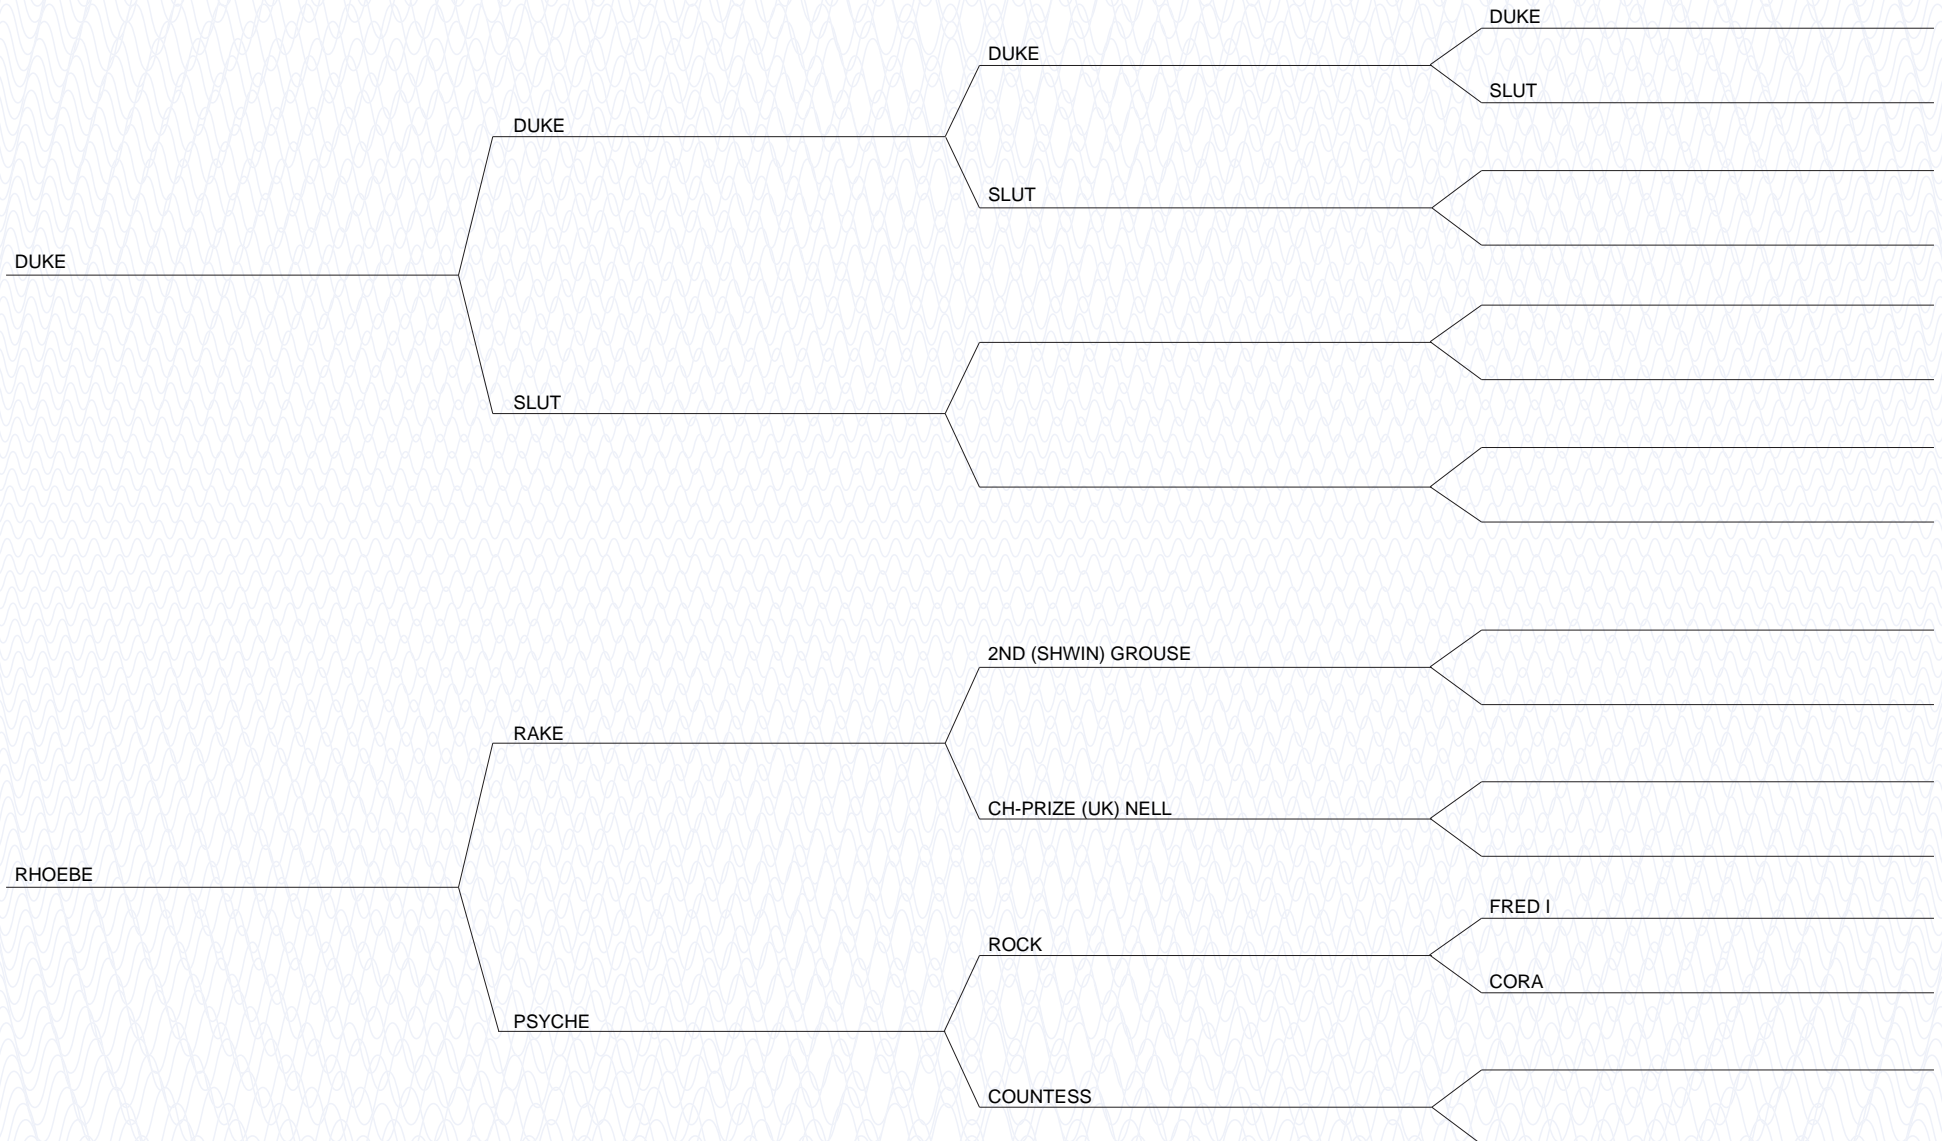 DUKE
DUKE
DUKE
SLUT
DUKE
SLUT
DUKE
SLUT
2ND (SHWIN) GROUSE
RAKE
CH-PRIZE (UK) NELL
RHOEBE
FRED I
ROCK
CORA
PSYCHE
COUNTESS